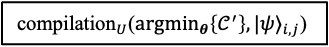 compilation_U(argmin_θ{𝒞′}, |ψ⟩_{i,j})